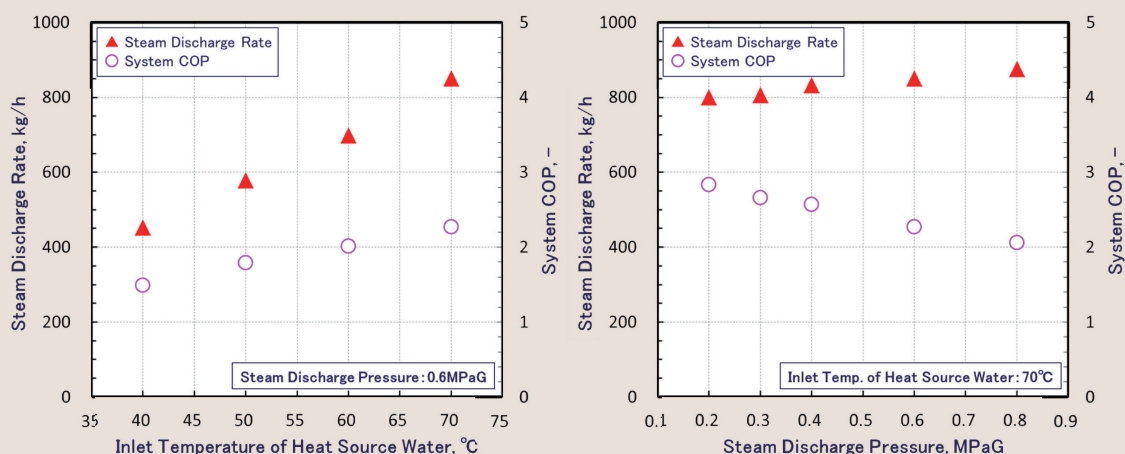 1000
800
600
400
200
0
Steam Discharge Rate, kg/h
▲ Steam Discharge Rate
○ System COP
Steam Discharge Pressure: 0.6MPaG
5
4
3
2
1
0
System COP, –
35 40 45 50 55 60 65 70 75
Inlet Temperature of Heat Source Water, °C
1000
800
600
400
200
0
Steam Discharge Rate, kg/h
▲ Steam Discharge Rate
○ System COP
Inlet Temp. of Heat Source Water: 70°C
5
4
3
2
1
0
System COP, –
0.1 0.2 0.3 0.4 0.5 0.6 0.7 0.8 0.9
Steam Discharge Pressure, MPaG